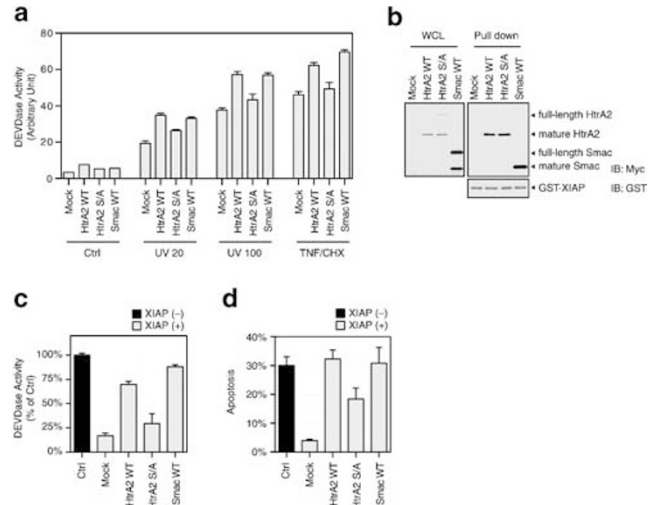 a
DEVDase Activity
(Arbitrary Unit)
80
60
40
20
0
Mock
HtrA2 WT
HtrA2 S/A
Smac WT
Mock
HtrA2 WT
HtrA2 S/A
Smac WT
Mock
HtrA2 WT
HtrA2 S/A
Smac WT
Mock
HtrA2 WT
HtrA2 S/A
Smac WT
Ctrl
UV 20
UV 100
TNF/CHX
b
WCL
Pull down
Mock
HtrA2 WT
HtrA2 S/A
Smac WT
Mock
HtrA2 WT
HtrA2 S/A
Smac WT
full-length HtrA2
mature HtrA2
full-length Smac
mature Smac IB: Myc
GST-XIAP IB: GST
c
XIAP (–)
XIAP (+)
DEVDase Activity
(% of Ctrl)
100%
75%
50%
25%
0%
Ctrl
Mock
HtrA2 WT
HtrA2 S/A
Smac WT
d
XIAP (–)
XIAP (+)
Apoptosis
40%
30%
20%
10%
0%
Ctrl
Mock
HtrA2 WT
HtrA2 S/A
Smac WT